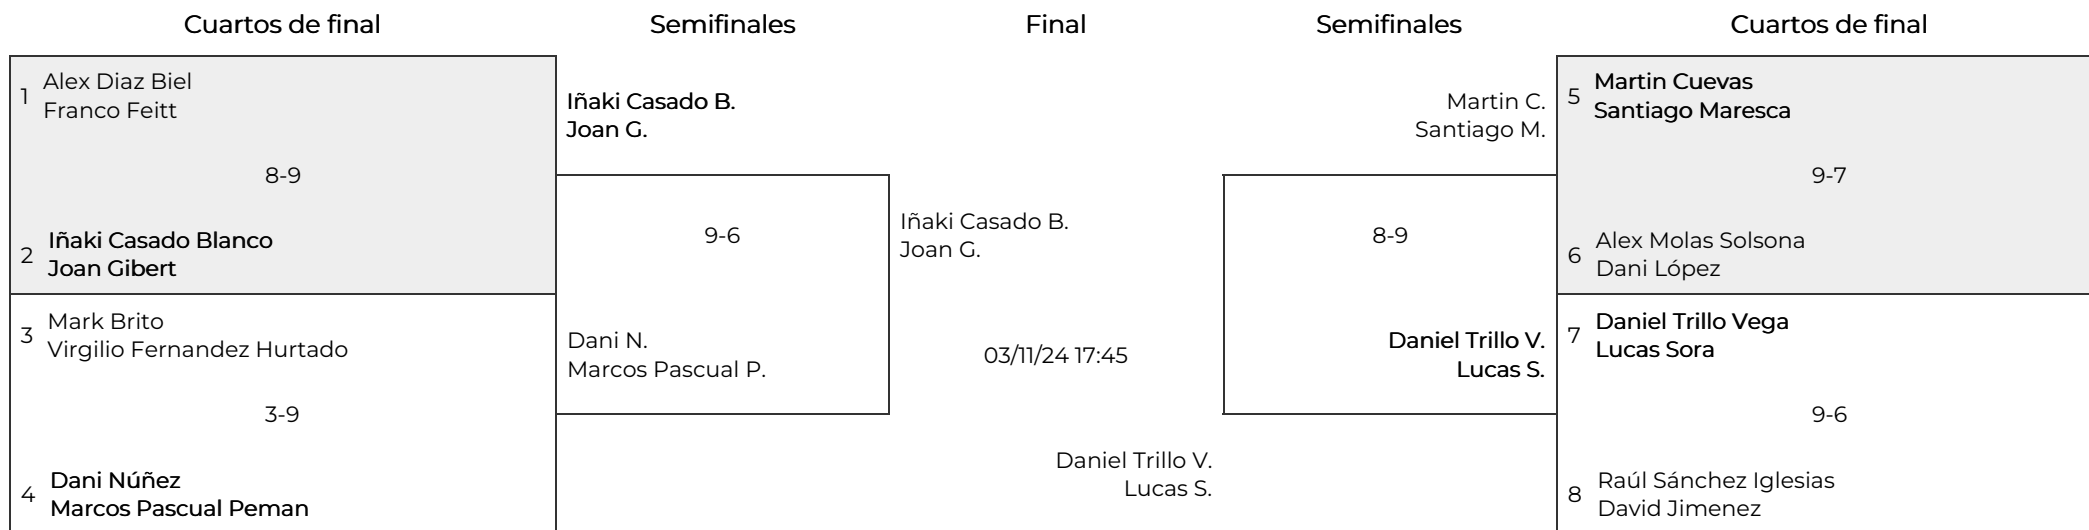 Cuartos de final
Semifinales
Final
Semifinales
Cuartos de final
1
Alex Diaz Biel
Franco Feitt
8-9
2
Iñaki Casado Blanco
Joan Gibert
3
Mark Brito
Virgilio Fernandez Hurtado
3-9
4
Dani Núñez
Marcos Pascual Peman
Iñaki Casado B.
Joan G.
9-6
Dani N.
Marcos Pascual P.
Iñaki Casado B.
Joan G.
03/11/24 17:45
Daniel Trillo V.
Lucas S.
Martin C.
Santiago M.
8-9
Daniel Trillo V.
Lucas S.
5
Martin Cuevas
Santiago Maresca
9-7
6
Alex Molas Solsona
Dani López
7
Daniel Trillo Vega
Lucas Sora
9-6
8
Raúl Sánchez Iglesias
David Jimenez